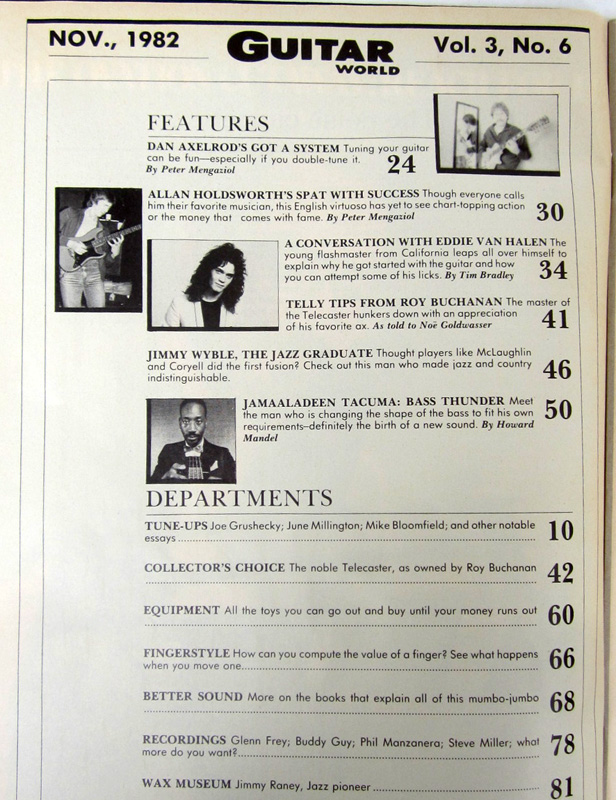 NOV., 1982
GUITAR
WORLD
Vol. 3, No. 6
FEATURES
DAN AXELROD'S GOT A SYSTEM Tuning your guitar
can be fun—especially if you double-tune it.
By Peter Mengaziol
24
ALLAN HOLDSWORTH'S SPAT WITH SUCCESS Though everyone calls
him their favorite musician, this English virtuoso has yet to see chart-topping action
or the money that comes with fame. By Peter Mengaziol
30
A CONVERSATION WITH EDDIE VAN HALEN The
young flashmaster from California leaps all over himself to
explain why he got started with the guitar and how
you can attempt some of his licks. By Tim Bradley
34
TELLY TIPS FROM ROY BUCHANAN The master of
the Telecaster hunkers down with an appreciation
of his favorite ax. As told to Noë Goldwasser
41
JIMMY WYBLE, THE JAZZ GRADUATE Thought players like McLaughlin
and Coryell did the first fusion? Check out this man who made jazz and country
indistinguishable.
46
JAMAALADEEN TACUMA: BASS THUNDER Meet
the man who is changing the shape of the bass to fit his own
requirements—definitely the birth of a new sound. By Howard
Mandel
50
DEPARTMENTS
TUNE-UPS Joe Grushecky; June Millington; Mike Bloomfield; and other notable
essays
10
COLLECTOR'S CHOICE The noble Telecaster, as owned by Roy Buchanan
42
EQUIPMENT All the toys you can go out and buy until your money runs out
60
FINGERSTYLE How can you compute the value of a finger? See what happens
when you move one
66
BETTER SOUND More on the books that explain all of this mumbo-jumbo
68
RECORDINGS Glenn Frey; Buddy Guy; Phil Manzanera; Steve Miller; what
more do you want?
78
WAX MUSEUM Jimmy Raney, Jazz pioneer
81